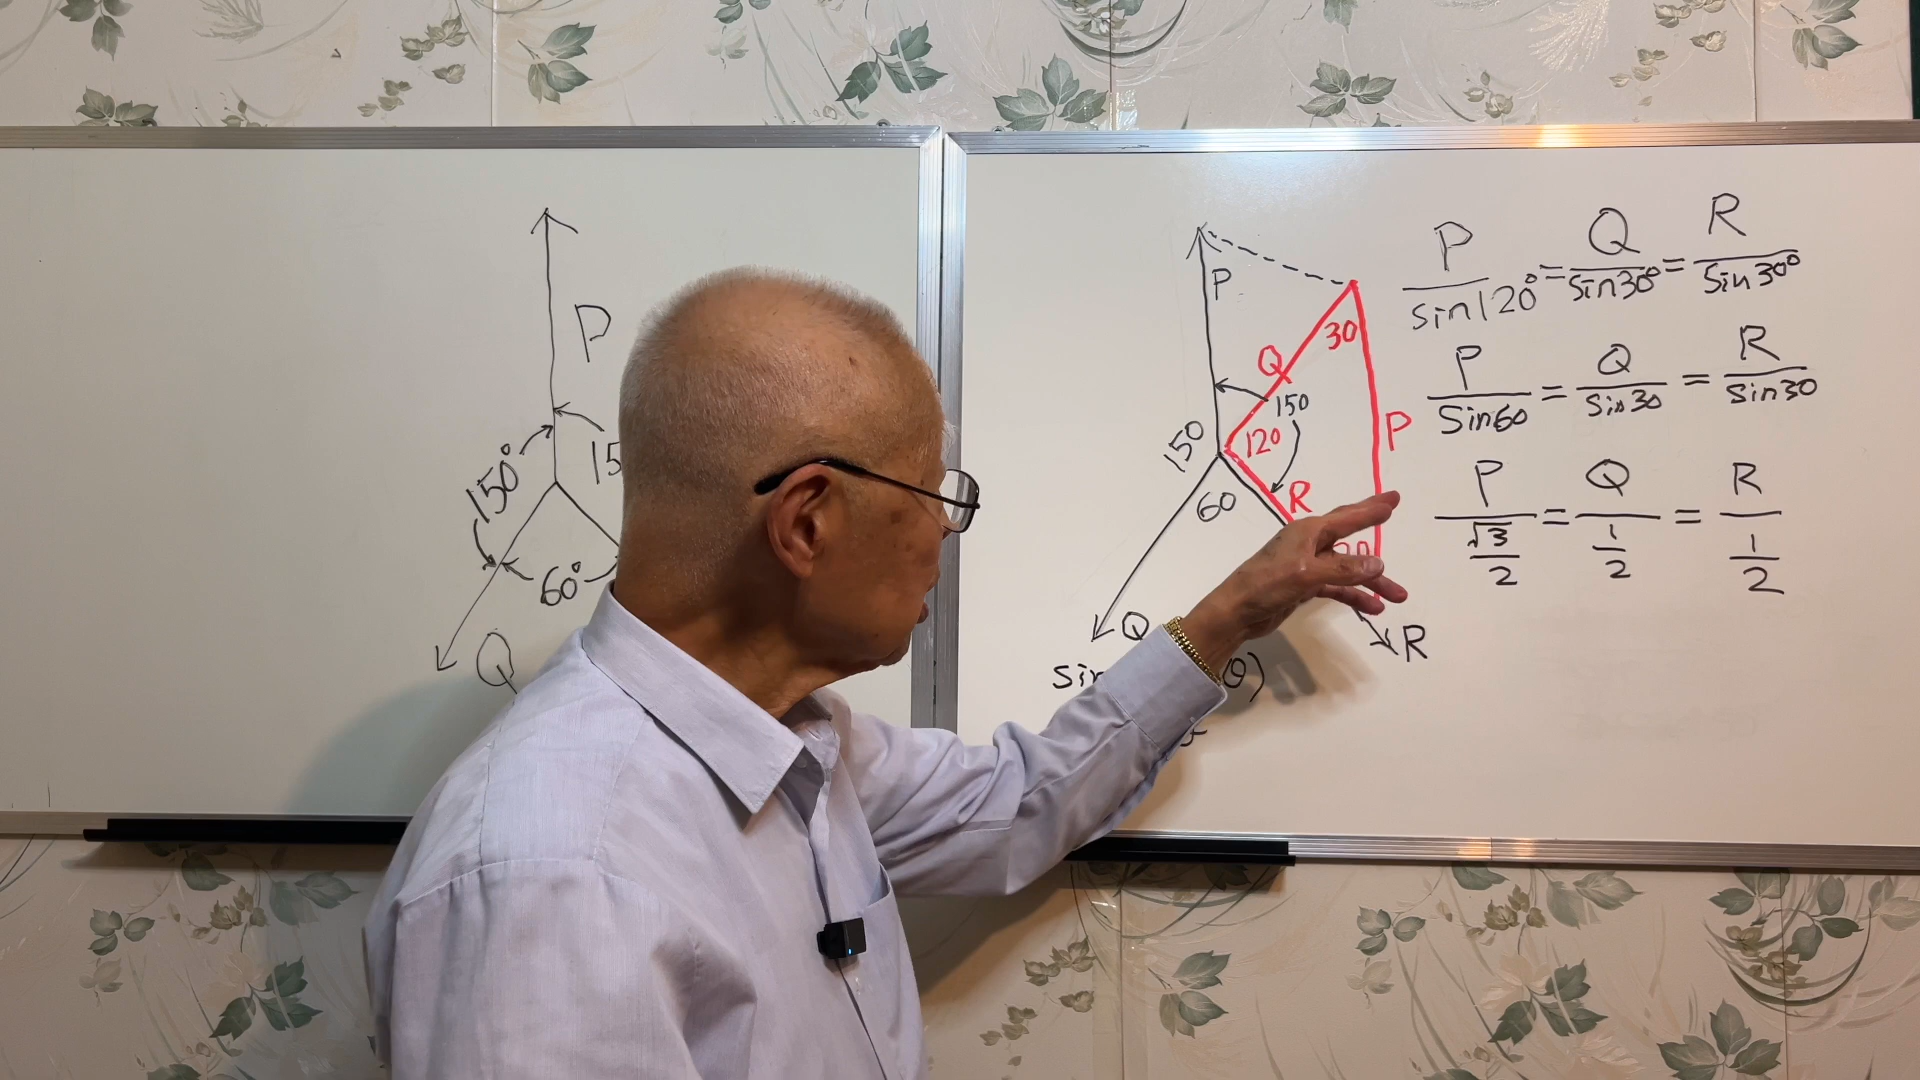 P
150°
15
60°
Q
P
Q
30
150
120
P
150
60
R
Q
R
P/sin120° = Q/sin30° = R/sin30°
P/sin60 = Q/sin30 = R/sin30
P/(√3/2) = Q/(1/2) = R/(1/2)